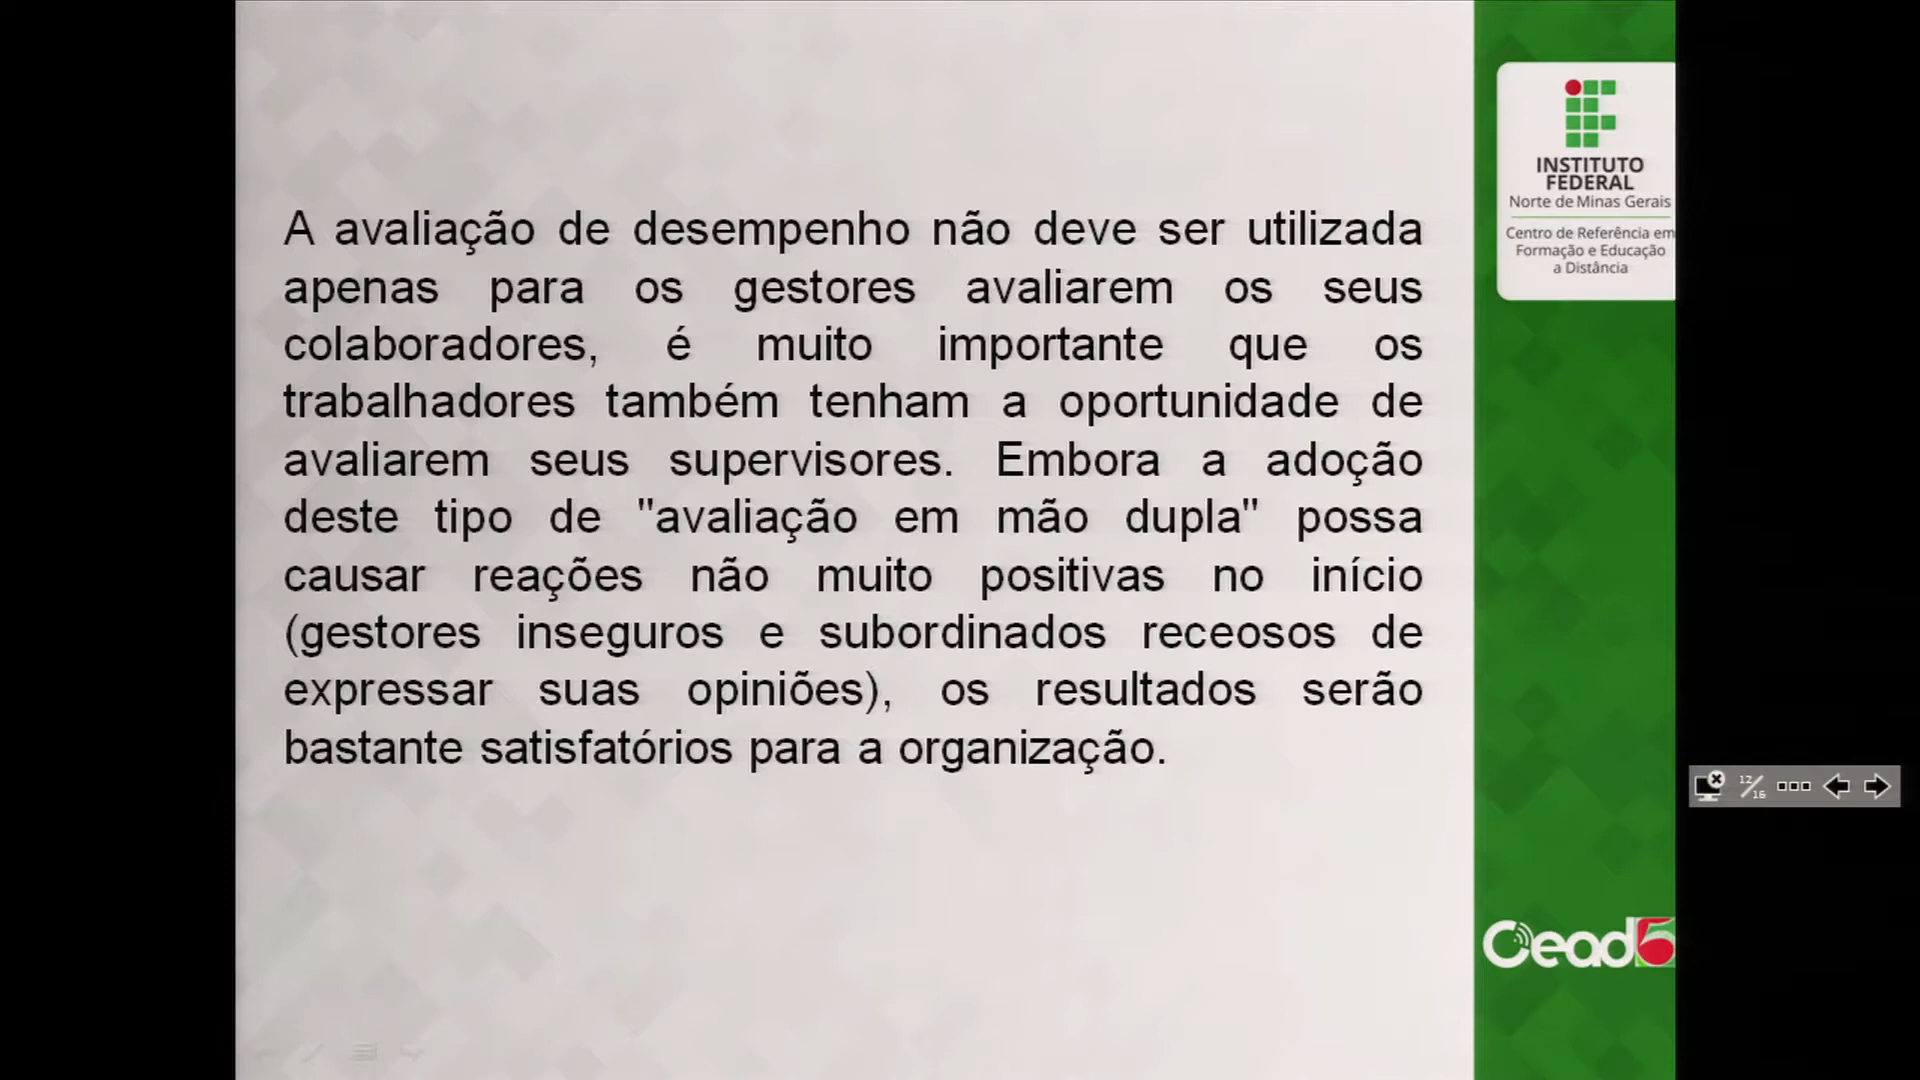 A avaliação de desempenho não deve ser utilizada
apenas para os gestores avaliarem os seus
colaboradores, é muito importante que os
trabalhadores também tenham a oportunidade de
avaliarem seus supervisores. Embora a adoção
deste tipo de "avaliação em mão dupla" possa
causar reações não muito positivas no início
(gestores inseguros e subordinados receosos de
expressar suas opiniões), os resultados serão
bastante satisfatórios para a organização.
INSTITUTO
FEDERAL
Norte de Minas Gerais
Centro de Referência em
Formação e Educação
a Distância
12/16
Cead5